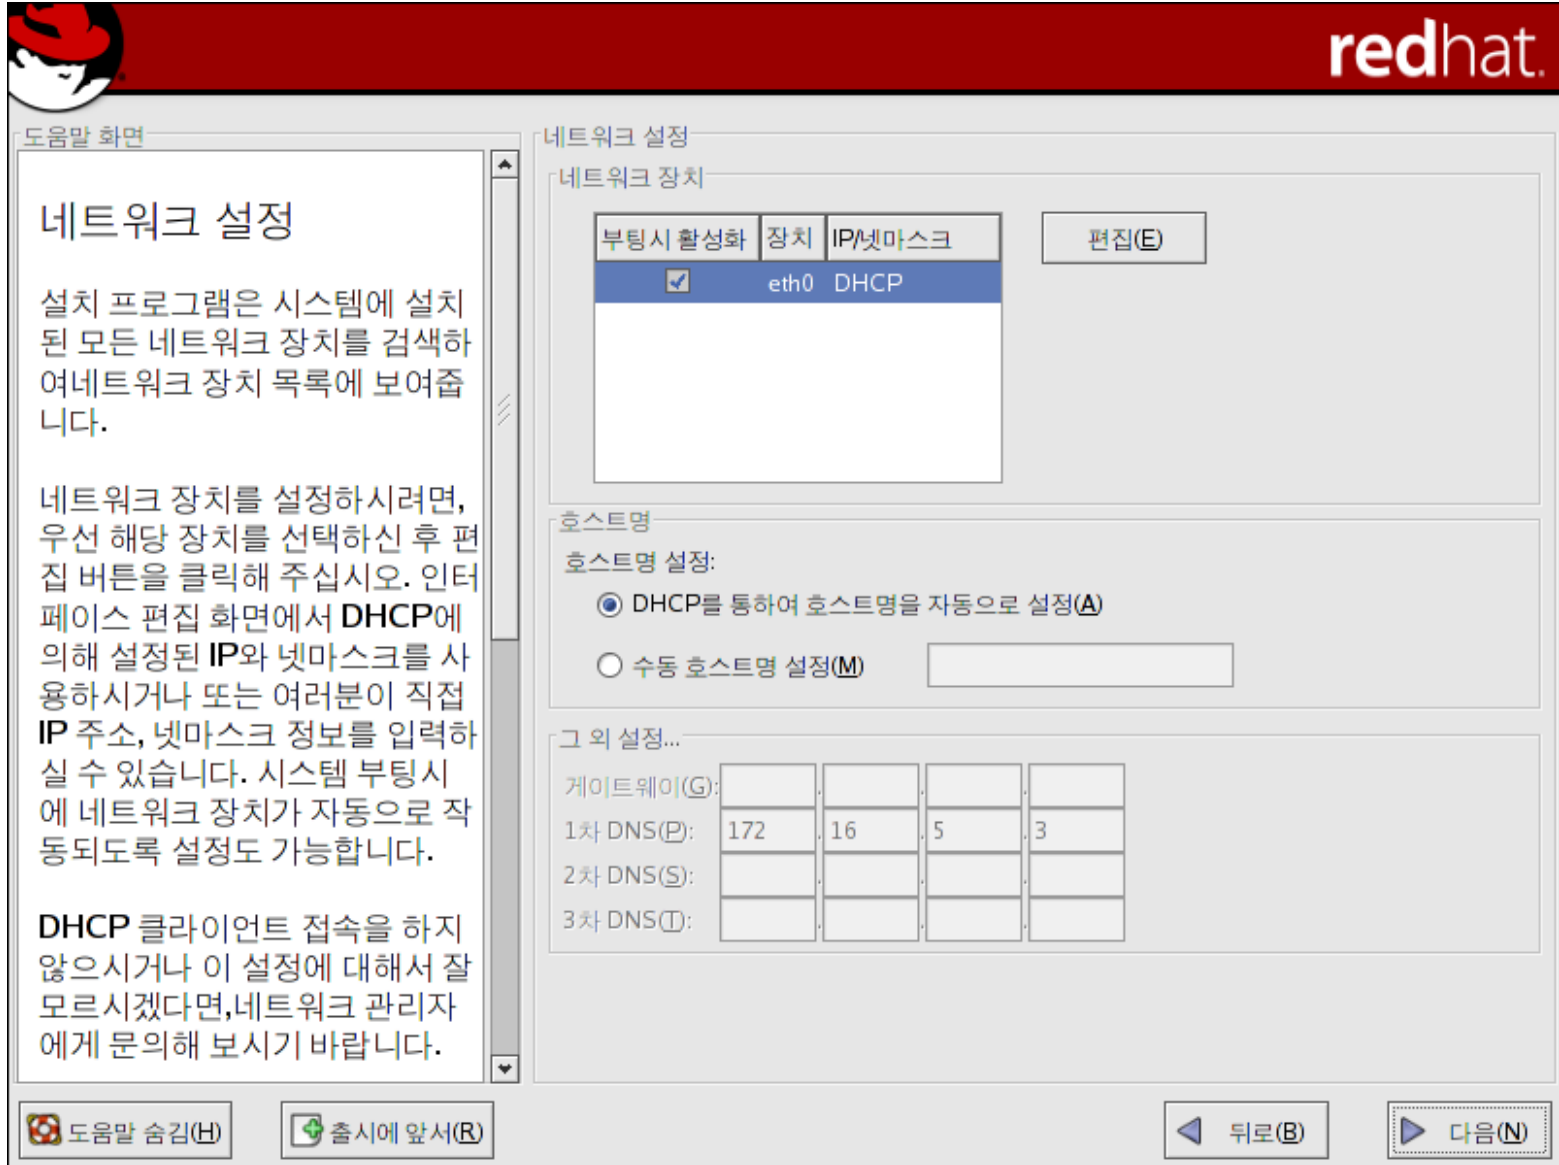 redhat.
도움말 화면
네트워크 설정
설치 프로그램은 시스템에 설치
된 모든 네트워크 장치를 검색하
여네트워크 장치 목록에 보여줍
니다.
네트워크 장치를 설정하시려면,
우선 해당 장치를 선택하신 후 편
집 버튼을 클릭해 주십시오. 인터
페이스 편집 화면에서 DHCP에
의해 설정된 IP와 넷마스크를 사
용하시거나 또는 여러분이 직접
IP 주소, 넷마스크 정보를 입력하
실 수 있습니다. 시스템 부팅시
에 네트워크 장치가 자동으로 작
동되도록 설정도 가능합니다.
DHCP 클라이언트 접속을 하지
않으시거나 이 설정에 대해서 잘
모르시겠다면,네트워크 관리자
에게 문의해 보시기 바랍니다.
네트워크 설정
네트워크 장치
부팅시 활성화 장치 IP/넷마스크
eth0 DHCP
편집(E)
호스트명
호스트명 설정:
DHCP를 통하여 호스트명을 자동으로 설정(A)
수동 호스트명 설정(M)
그 외 설정...
게이트웨이(G): . . .
1차 DNS(P): 172 . 16 . 5 . 3
2차 DNS(S): . . .
3차 DNS(T): . . .
도움말 숨김(H)
출시에 앞서(R)
뒤로(B)
다음(N)